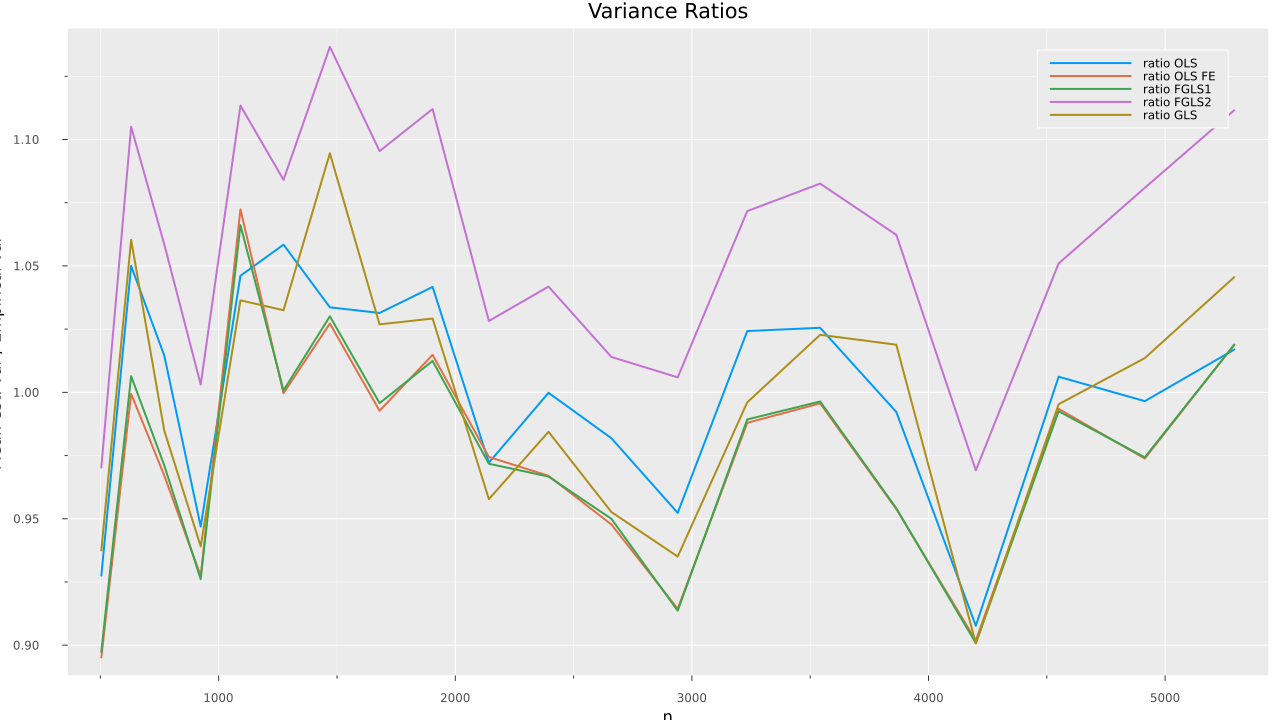 Variance Ratios
ratio OLS
ratio OLS FE
ratio FGLS1
ratio FGLS2
ratio GLS
1.10
1.05
1.00
0.95
0.90
1000 2000 3000 4000 5000
n